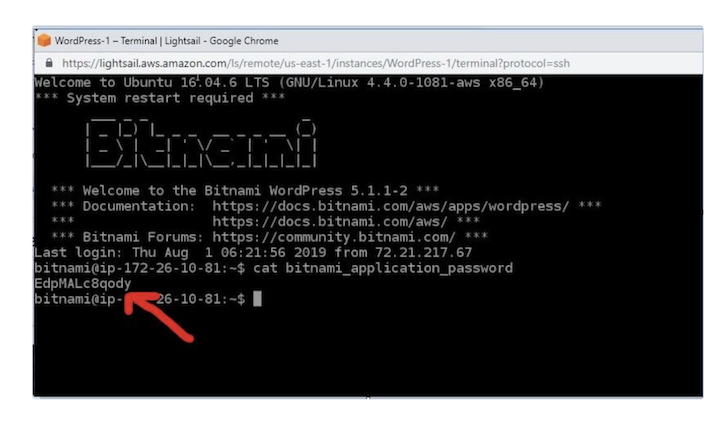 WordPress-1 – Terminal | Lightsail - Google Chrome
https://lightsail.aws.amazon.com/ls/remote/us-east-1/instances/WordPress-1/terminal?protocol=ssh
Welcome to Ubuntu 16.04.6 LTS (GNU/Linux 4.4.0-1081-aws x86_64)
*** System restart required ***
Bitnami
*** Welcome to the Bitnami WordPress 5.1.1-2 ***
*** Documentation: https://docs.bitnami.com/aws/apps/wordpress/ ***
*** https://docs.bitnami.com/aws/ ***
*** Bitnami Forums: https://community.bitnami.com/ ***
Last login: Thu Aug 1 06:21:56 2019 from 72.21.217.67
bitnami@ip-172-26-10-81:~$ cat bitnami_application_password
EdpMALc8qody
bitnami@ip- 26-10-81:~$